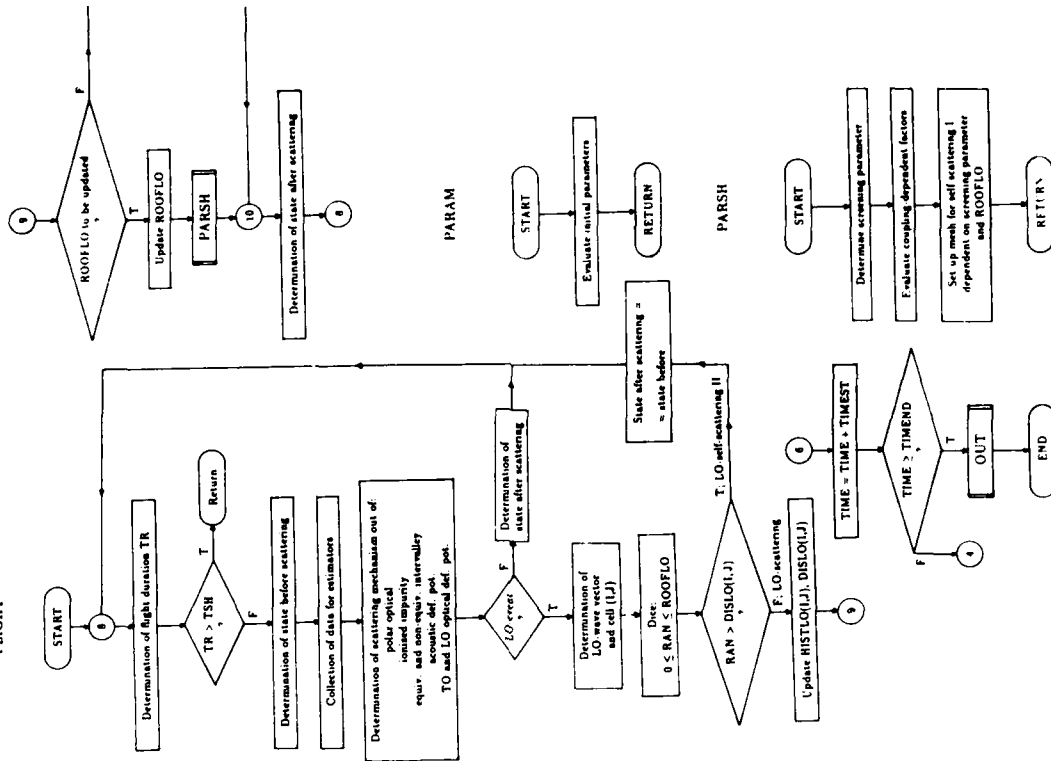 START
8
Determination of flight duration TR
TR > TSH
,
T
Return
F
Determination of state before scattering
Collection of data for estimators
Determination of scattering mechanism out of:
polar optical
ionised impurity
equiv. and non-equiv. intervalley
acoustic def. pot.
TO and LO optical def. pot.
LO-event
,
F
Determination of
state after scattering
T
Determination of
LO-wave vector
and cell (I,J)
Dice:
0 ≤ RAN ≤ ROOFLO
RAN > DISLO(I,J)
,
T; LO-self-scattering II
State after scattering =
= state before
F; LO-scattering
Update HISTLO(I,J), DISLO(I,J)
9
9
ROOFLO to be updated
,
F
T
Update ROOFLO
PARSH
10
Determination of state after scattering
8
6
TIME = TIME + TIMEST
TIME ≥ TIMEND
,
F
4
T
OUT
END
PARAM
START
Evaluate initial parameters
RETURN
PARSH
START
Determine screening parameter
Evaluate coupling-dependent factors
Set up mesh for self scattering I
dependent on screening parameter
and ROOFLO
RETURN